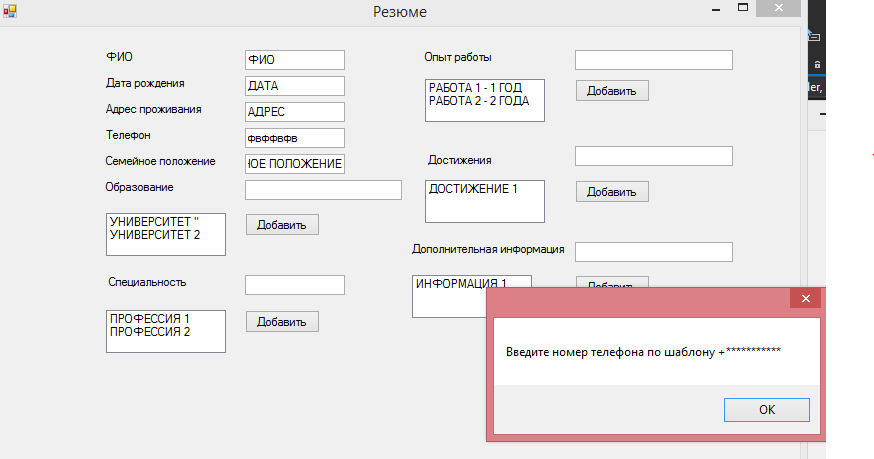 Резюме
ФИО
ФИО
Дата рождения
ДАТА
Адрес проживания
АДРЕС
Телефон
фвффвфв
Семейное положение
ЮЕ ПОЛОЖЕНИЕ
Образование
УНИВЕРСИТЕТ "
УНИВЕРСИТЕТ 2
Добавить
Специальность
ПРОФЕССИЯ 1
ПРОФЕССИЯ 2
Добавить
Опыт работы
РАБОТА 1 - 1 ГОД
РАБОТА 2 - 2 ГОДА
Добавить
Достижения
ДОСТИЖЕНИЕ 1
Добавить
Дополнительная информация
ИНФОРМАЦИЯ 1
Добавить
Введите номер телефона по шаблону +***********
OK
ler,